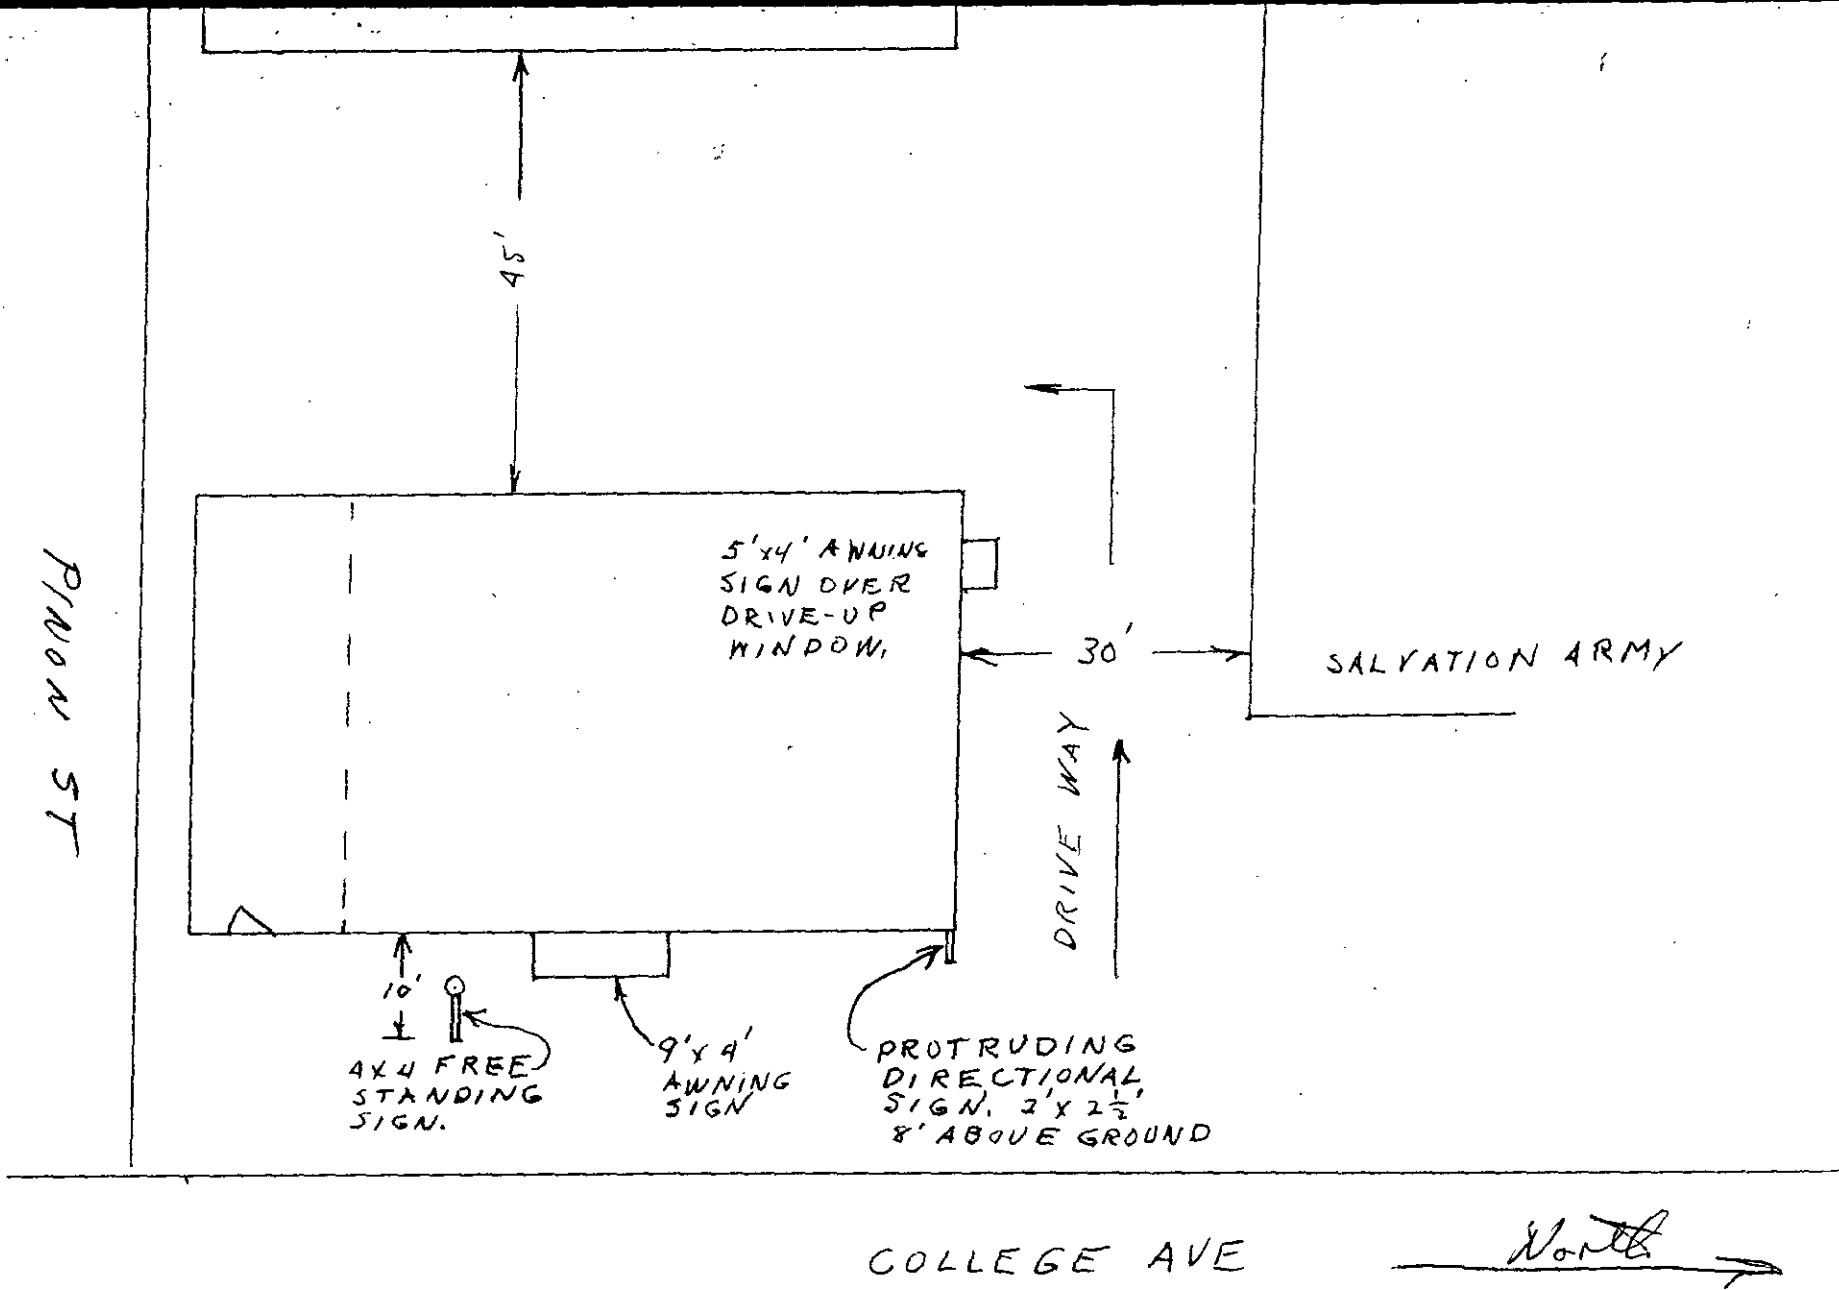 45'
5'x4' AWNING
SIGN OVER
DRIVE-UP
WINDOW.
30'
SALVATION ARMY
PINON ST
DRIVE WAY
10'
4x4 FREE
STANDING
SIGN.
9'x4'
AWNING
SIGN
PROTRUDING
DIRECTIONAL
SIGN. 2'x2½'
8' ABOVE GROUND
COLLEGE AVE
North